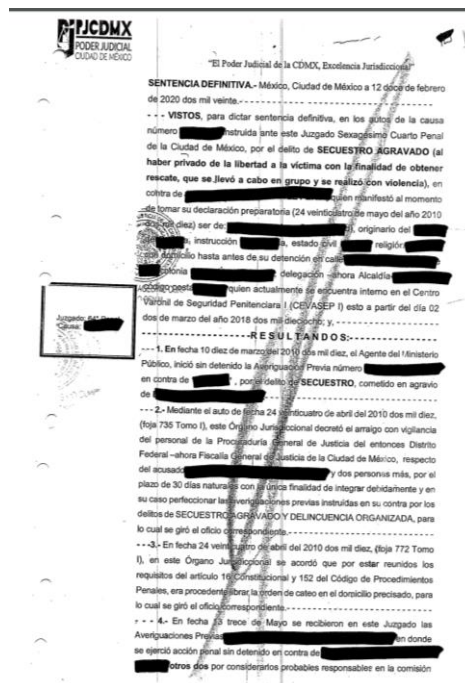 PJCDMX
PODER JUDICIAL
CIUDAD DE MÉXICO
"El Poder Judicial de la CDMX, Excelencia Jurisdiccional"
SENTENCIA DEFINITIVA.- México, Ciudad de México a 12 doce de febrero
de 2020 dos mil veinte.- - - - - - - - - - - - - - - - - - - - - - - - - - - - - - - -
- - - VISTOS, para dictar sentencia definitiva, en los autos de la causa
número instruida ante este Juzgado Sexagésimo Cuarto Penal
de la Ciudad de México, por el delito de SECUESTRO AGRAVADO (al
haber privado de la libertad a la víctima con la finalidad de obtener
rescate, que se llevó a cabo en grupo y se realizó con violencia), en
contra de quien manifestó al momento
de tomar su declaración preparatoria (24 veinticuatro de mayo del año 2010
mil diez) ser de: ), originario del
instrucción estado civil religión
domicilio hasta antes de su detención en calle
colonia delegación -ahora Alcaldía-
código postal quien actualmente se encuentra interno en el Centro
Varonil de Seguridad Penitenciara I (CEVASEP I) esto a partir del día 02
dos de marzo del año 2018 dos mil dieciocho; y, - - - - - - - - - - - - - - - -
Juzgado: 64°
Causa:
- - - - - - - - - - - - - - - - R E S U L T A N D O S:- - - - - - - - - - - - - - - -
- - - 1. En fecha 10 diez de marzo del 2010 dos mil diez, el Agente del Ministerio
Público, inició sin detenido la Averiguación Previa número
en contra de , por el delito de SECUESTRO, cometido en agravio
de
- - - 2.- Mediante el auto de fecha 24 veinticuatro de abril del 2010 dos mil diez,
(foja 735 Tomo I), este Órgano Jurisdiccional decretó el arraigo con vigilancia
del personal de la Procuraduría General de Justicia del entonces Distrito
Federal -ahora Fiscalía General de Justicia de la Ciudad de México, respecto
del acusado y dos personas más, por el
plazo de 30 días naturales con la única finalidad de integrar debidamente y en
su caso perfeccionar las averiguaciones previas instruidas en su contra por los
delitos de SECUESTRO AGRAVADO Y DELINCUENCIA ORGANIZADA, para
lo cual se giró el oficio correspondiente.- - - - - - - - - - - - - - - - - - - -
- - -3.- En fecha 24 veinticuatro de abril del 2010 dos mil diez, (foja 772 Tomo
I), en este Órgano Jurisdiccional se acordó que por estar reunidos los
requisitos del artículo 16 Constitucional y 152 del Código de Procedimientos
Penales, era procedente librar la orden de cateo en el domicilio precisado, para
lo cual se giró el oficio correspondiente.- - - - - - - - - - - - - - - - - - - -
- - - 4.- En fecha 13 trece de Mayo se recibieron en este Juzgado las
Averiguaciones Previas en donde
se ejerció acción penal sin detenido en contra de
otros dos por considerarlos probables responsables en la comisión